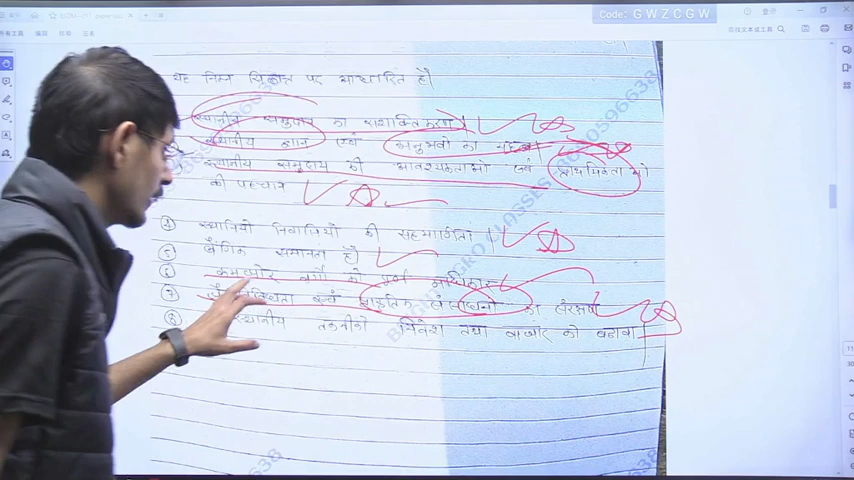 Code: G W Z C G W
यह निम्न सिद्धान्त पर आधारित है।
स्थानीय समुदाय का सशक्तिकरण।
स्थानीय ज्ञान एवं अनुभवों का महत्व।
स्थानीय समुदाय की आवश्यकताओं एवं प्राथमिकताओं
की पहचान
④ स्थानियो निवासियों की सहभागिता।
⑤ लैंगिक समानता है
⑥ कमजोर वर्गों को पूर्ण अधिकार
⑦ जैव विविधता एवं प्राकृतिक संसाधनों का संरक्षण
⑧ स्थानीय तकनीकी निवेश तथा बाजार को बढावा।